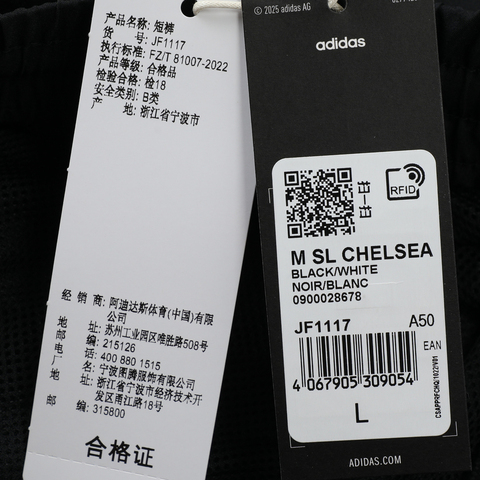 产品名称: 短裤
货 号: JF1117
执行标准: FZ/T 81007-2022
产品等级: 合格品
检验合格: 检18
安全类别: B类
产 地: 浙江省宁波市
经 销 商: 阿迪达斯体育(中国)有限
公司
地 址: 苏州工业园区唯胜路508号
邮 编: 215126
电 话: 400 880 1515
厂 名: 宁波图腾服饰有限公司
地 址: 浙江省宁波市经济技术开
发区甬江路18号
邮 编: 315800
合格证
© 2025 adidas AG
adidas
RFID
M SL CHELSEA
BLACK/WHITE
NOIR/BLANC
0900028678
JF1117 A50
EAN
4 067905 309054
L
ADIDAS.COM